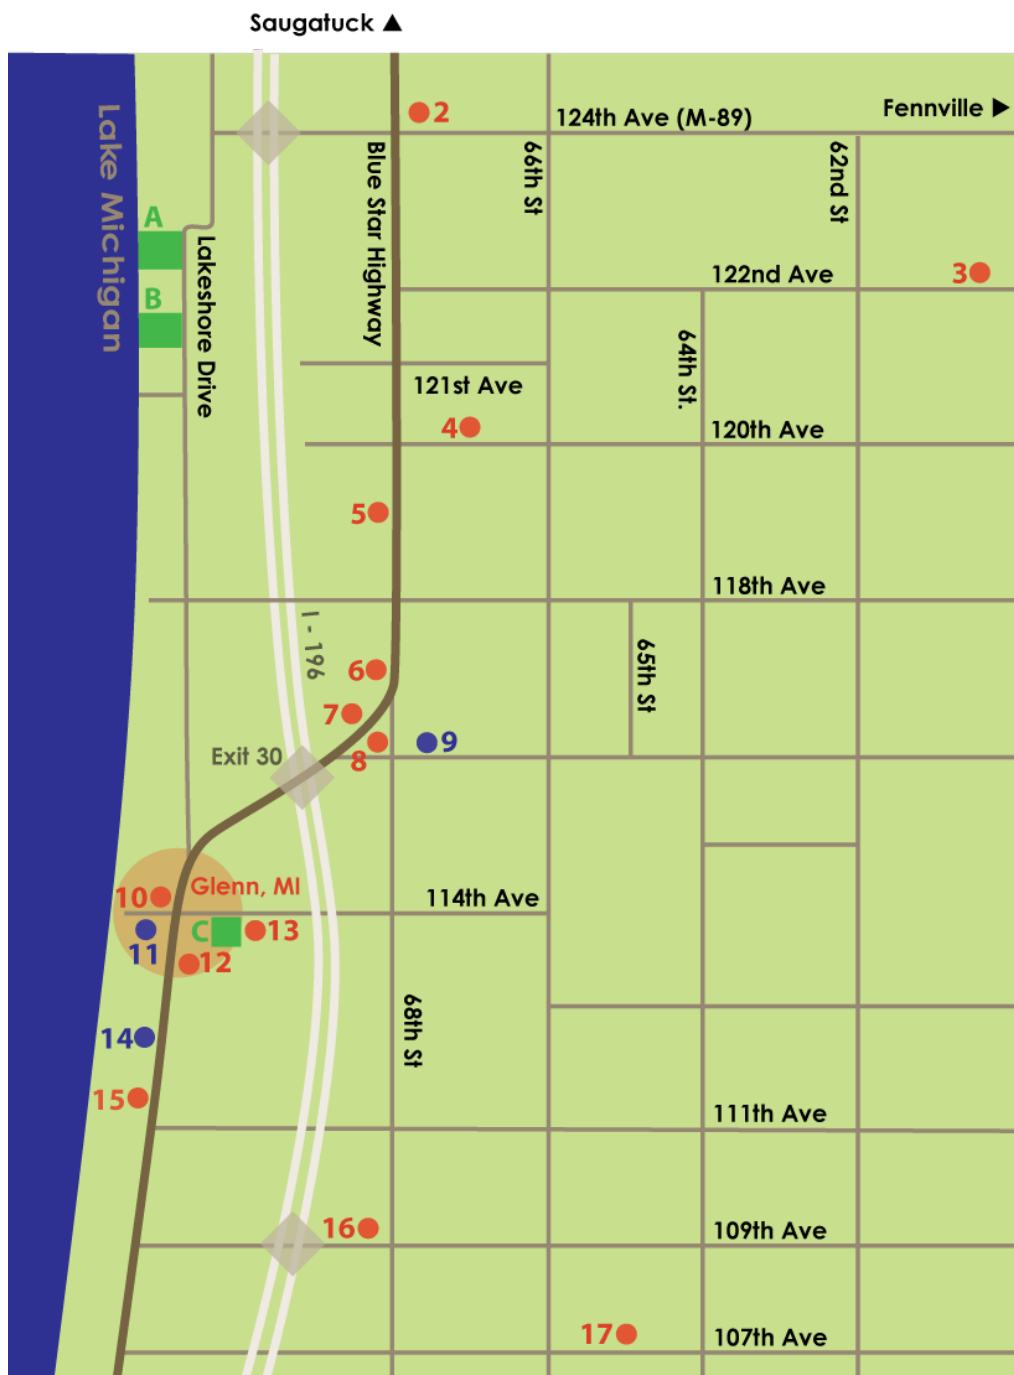 Saugatuck ▲
2
124th Ave (M-89)
Fennville ▶
Lake Michigan
Blue Star Highway
66th St
62nd St
A
Lakeshore Drive
122nd Ave
3
B
64th St.
121st Ave
4
120th Ave
5
118th Ave
I - 196
65th St
6
7
Exit 30
8
9
10
Glenn, MI
114th Ave
11
C
13
12
68th St
14
15
111th Ave
16
109th Ave
17
107th Ave